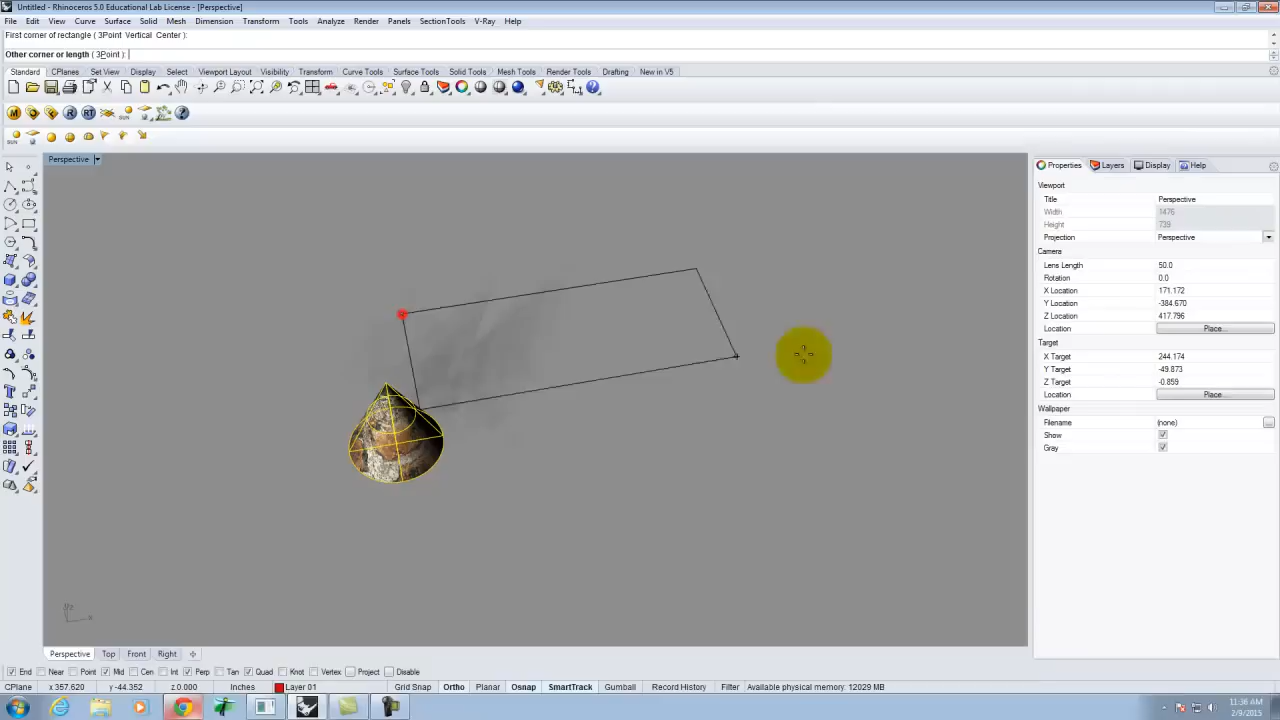 Untitled - Rhinoceros 5.0 Educational Lab License - [Perspective]
File Edit View Curve Surface Solid Mesh Dimension Transform Tools Analyze Render Panels SectionTools V-Ray Help
First corner of rectangle ( 3Point Vertical Center ):
Other corner or length ( 3Point ):
Standard CPlanes Set View Display Select Viewport Layout Visibility Transform Curve Tools Surface Tools Solid Tools Mesh Tools Render Tools Drafting New in V5
M R RT SUN
SUN
Perspective
Properties Layers Display Help
Viewport
Title Perspective
Width 1476
Height 739
Projection Perspective
Camera
Lens Length 50.0
Rotation 0.0
X Location 171.172
Y Location -384.670
Z Location 417.796
Location Place...
Target
X Target 244.174
Y Target -49.873
Z Target -0.859
Location Place...
Wallpaper
Filename (none)
Show
Gray
Perspective Top Front Right
End Near Point Mid Cen Int Perp Tan Quad Knot Vertex Project Disable
CPlane x 357.620 y -44.352 z 0.000 Inches Layer 01 Grid Snap Ortho Planar Osnap SmartTrack Gumball Record History Filter Available physical memory: 12029 MB
11:36 AM
2/9/2015